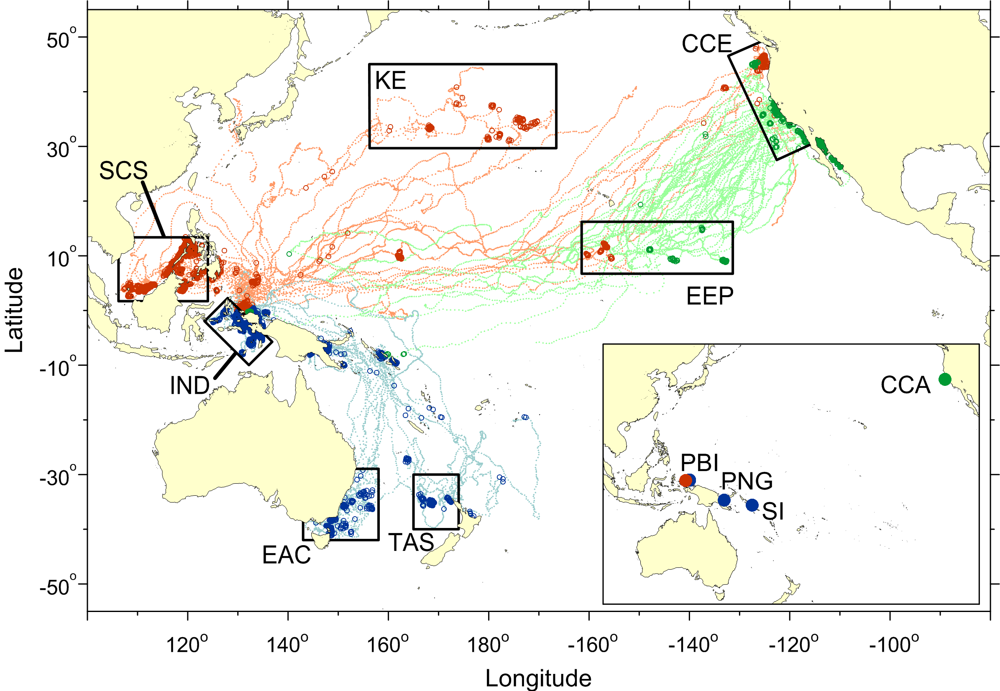 50°
CCE
KE
30°
SCS
10°
EEP
Latitude
-10°
IND
CCA
PBI
PNG
SI
-30°
TAS
EAC
-50°
120°
140°
160°
180°
-160°
-140°
-120°
-100°
Longitude